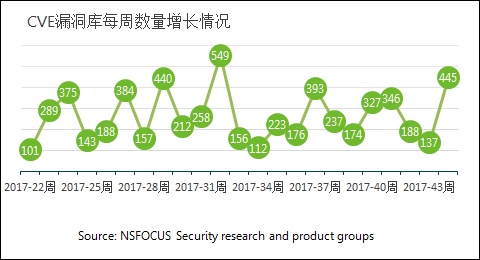 CVE漏洞库每周数量增长情况
101 289 375 143 188 384 157 440 212 258 549 156 112 223 176 393 237 174 327 346 188 137 445
2017-22周 2017-25周 2017-28周 2017-31周 2017-34周 2017-37周 2017-40周 2017-43周
Source: NSFOCUS Security research and product groups